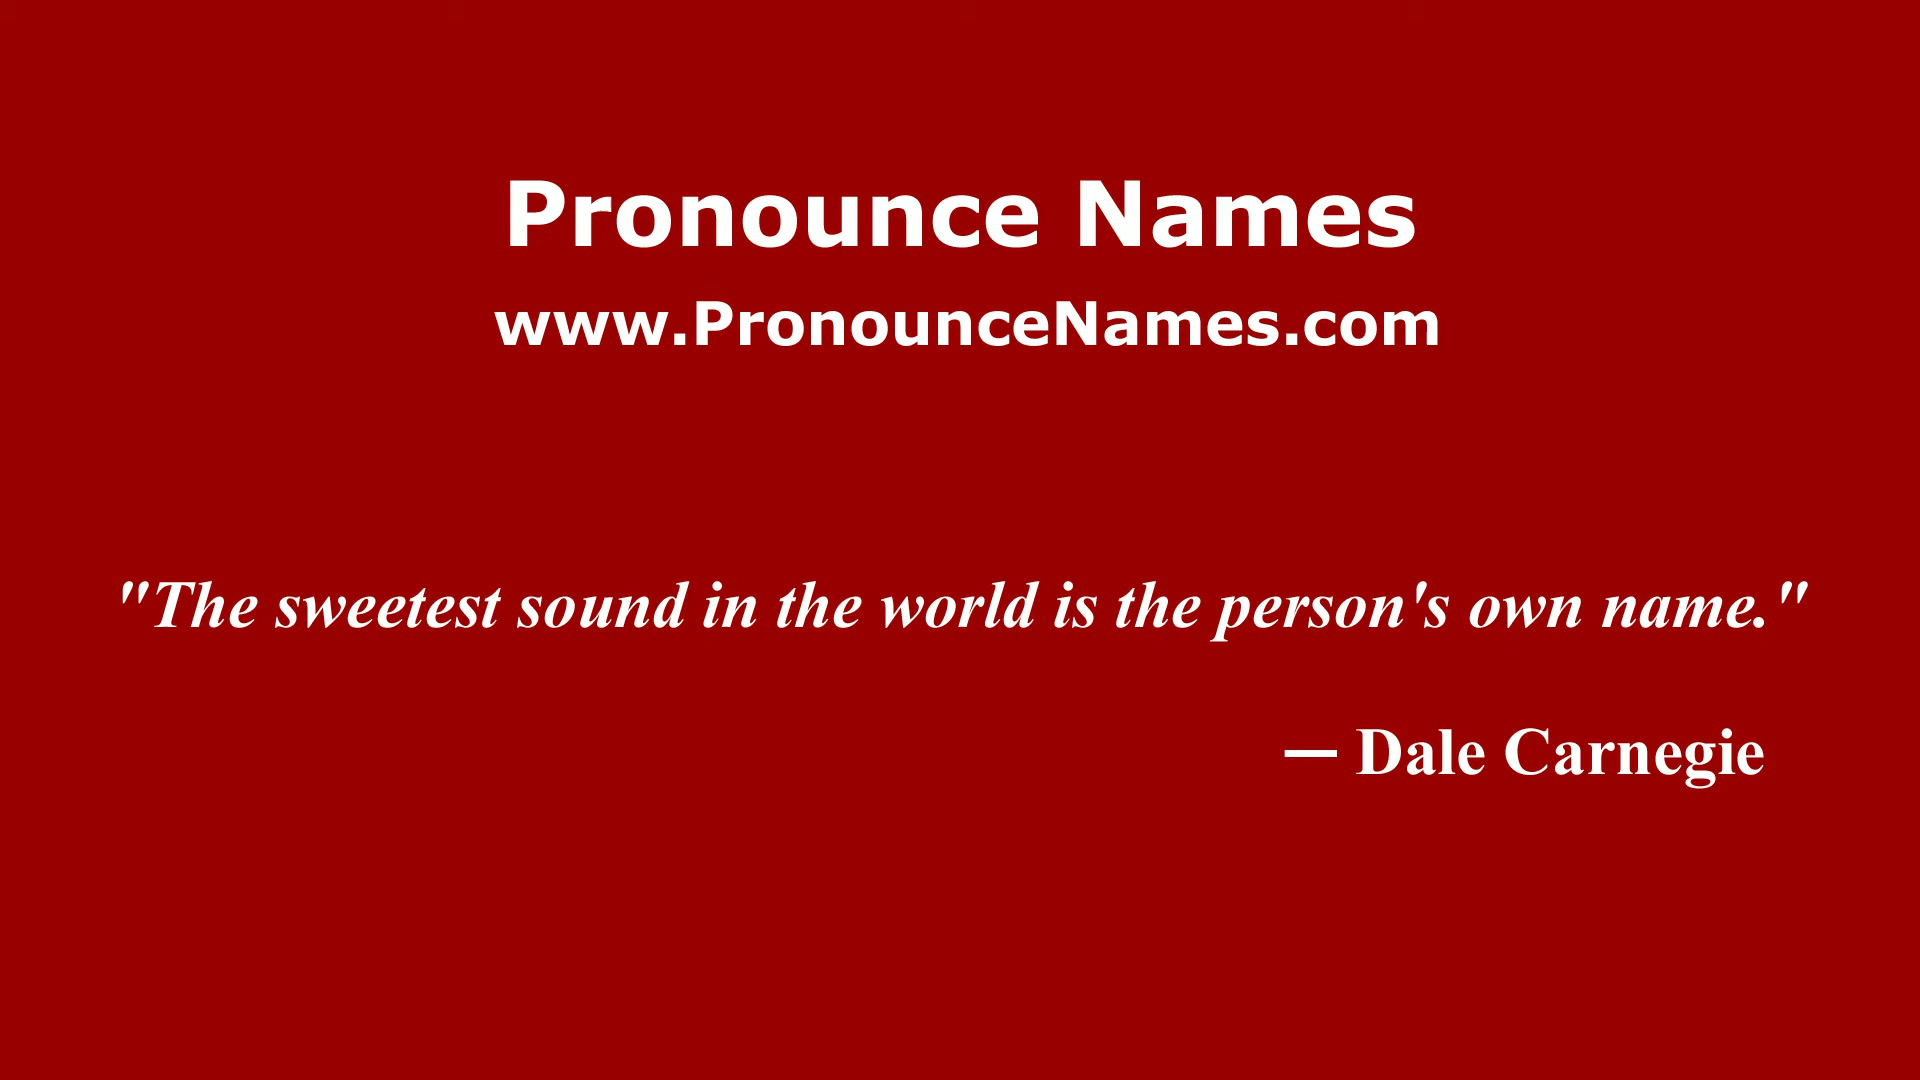 Pronounce Names
www.PronounceNames.com
"The sweetest sound in the world is the person's own name."
— Dale Carnegie